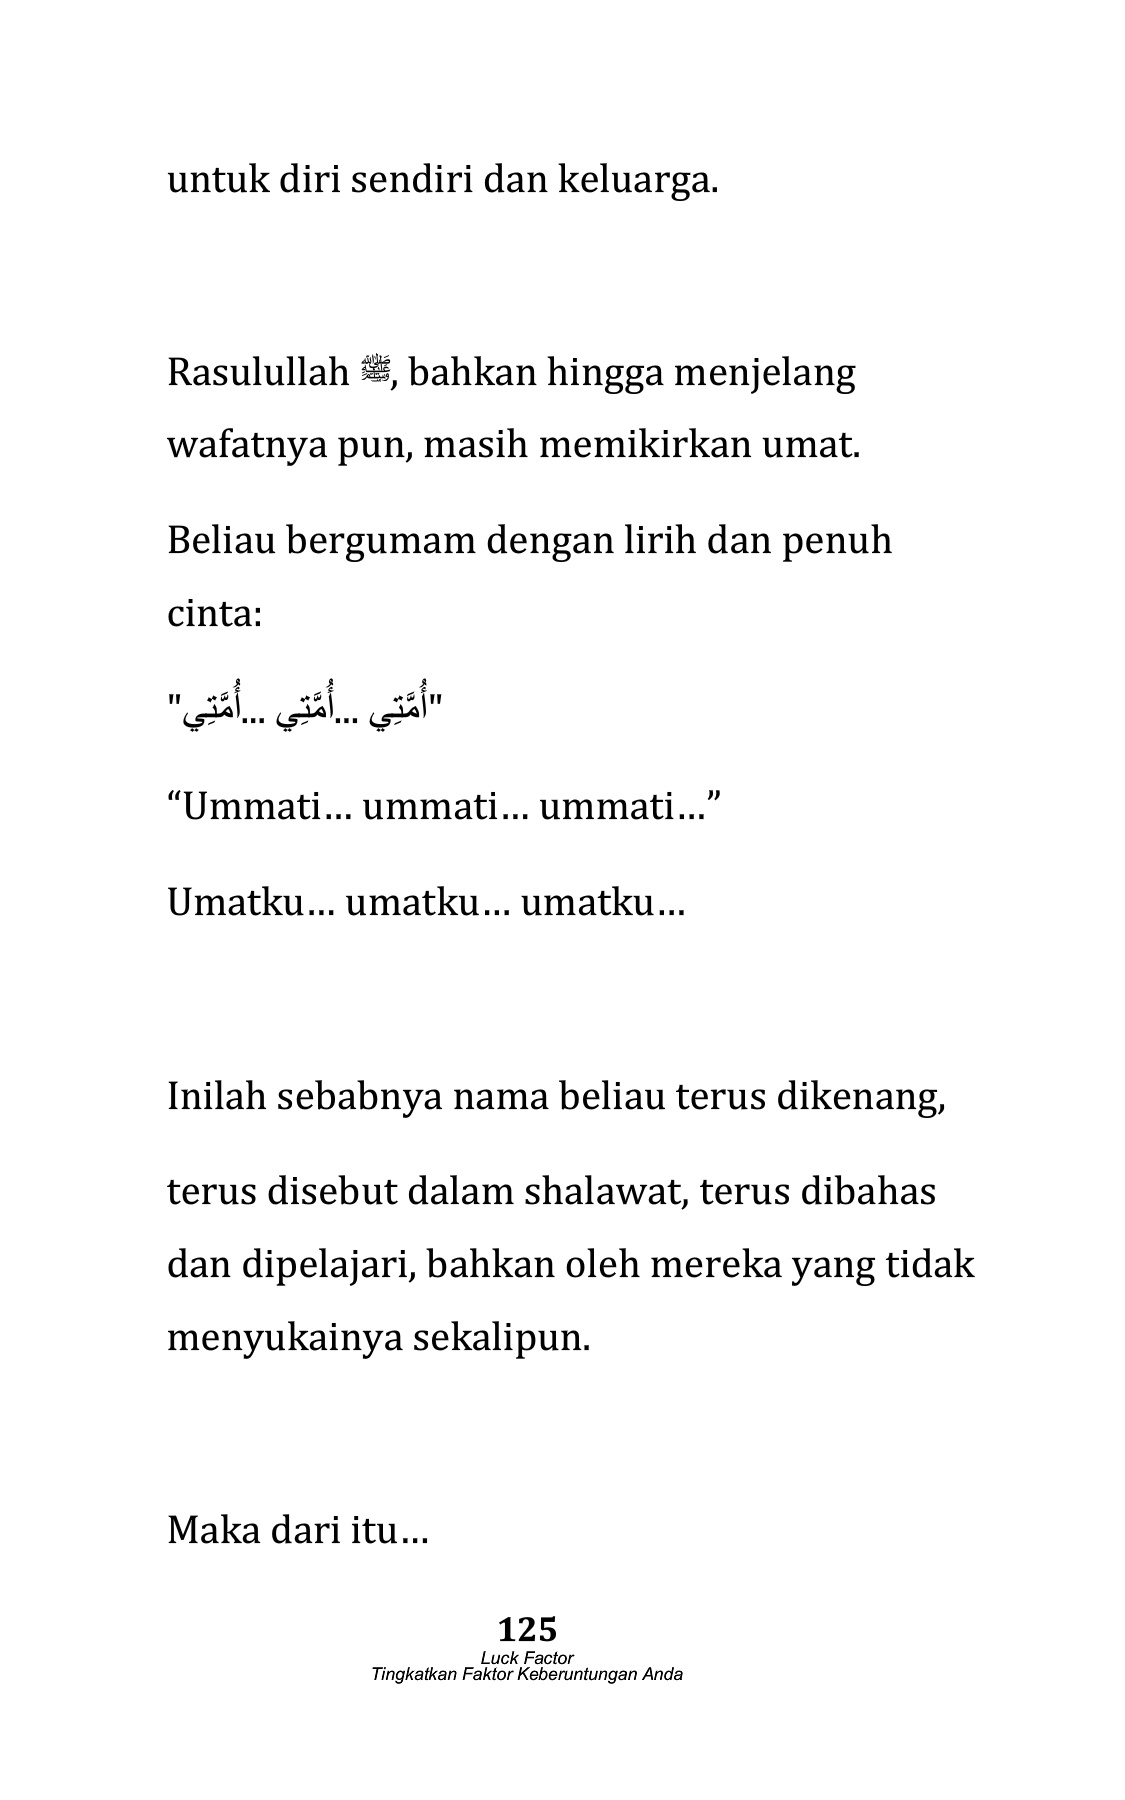 untuk diri sendiri dan keluarga.
Rasulullah ﷺ, bahkan hingga menjelang
wafatnya pun, masih memikirkan umat.
Beliau bergumam dengan lirih dan penuh
cinta:
"أُمَّتِي ...أُمَّتِي ...أُمَّتِي"
“Ummati… ummati… ummati…”
Umatku… umatku… umatku…
Inilah sebabnya nama beliau terus dikenang,
terus disebut dalam shalawat, terus dibahas
dan dipelajari, bahkan oleh mereka yang tidak
menyukainya sekalipun.
Maka dari itu…
125
Luck Factor
Tingkatkan Faktor Keberuntungan Anda